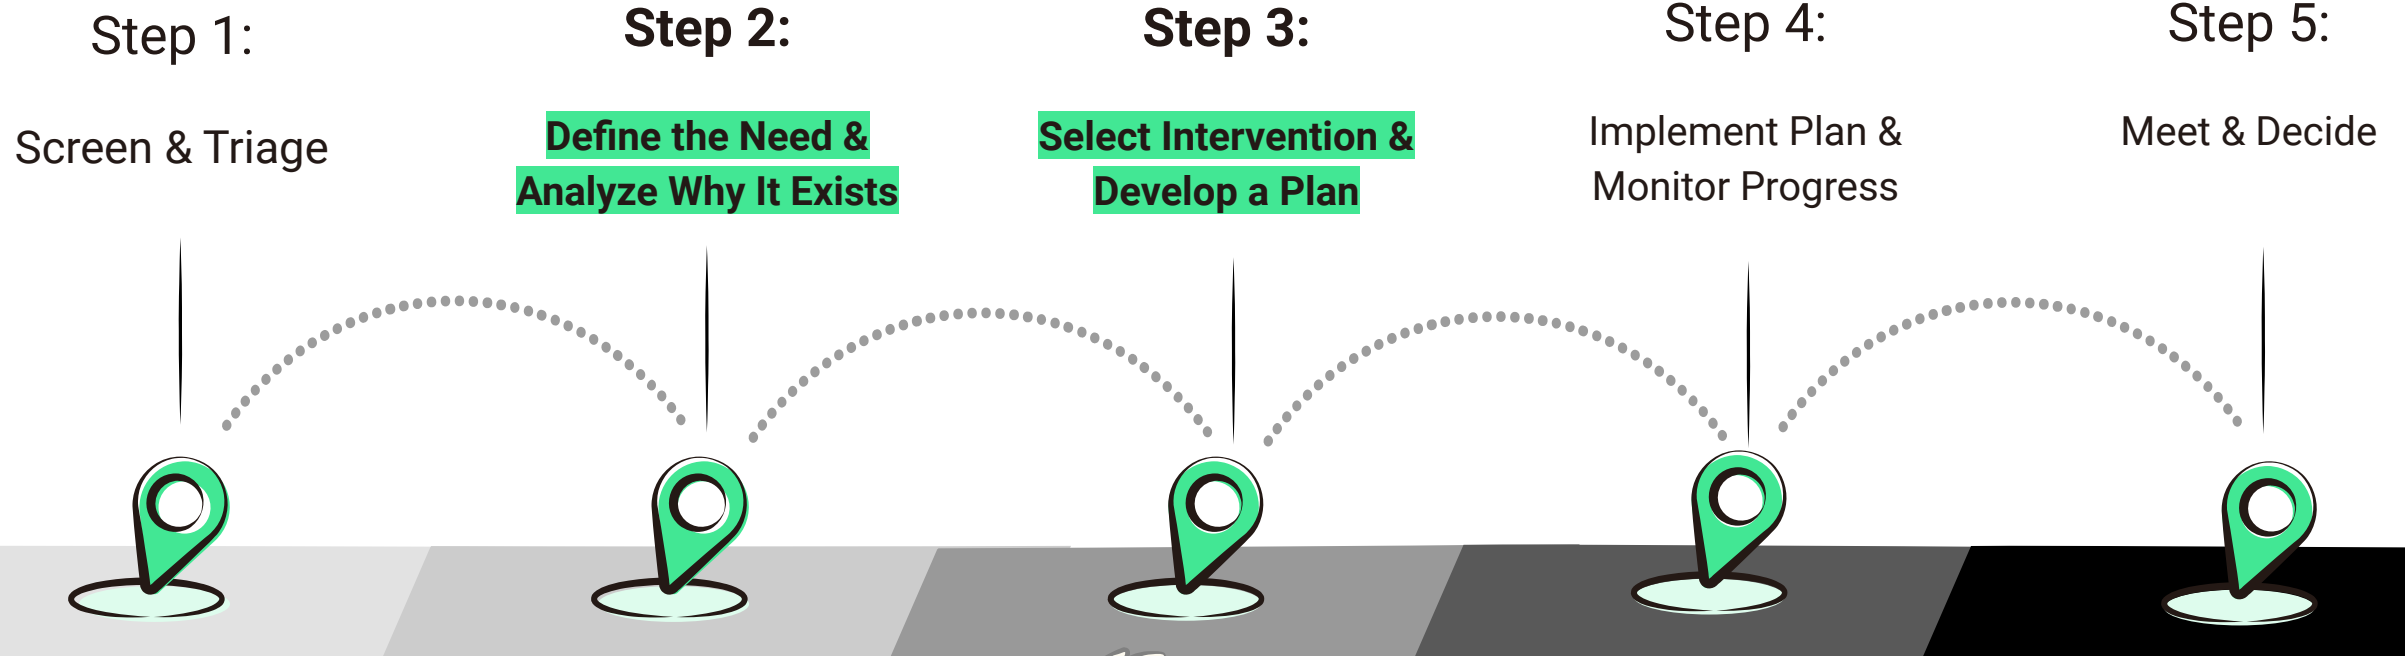 Step 1:
Screen & Triage
Step 2:
Define the Need &
Analyze Why It Exists
Step 3:
Select Intervention &
Develop a Plan
Step 4:
Implement Plan &
Monitor Progress
Step 5:
Meet & Decide